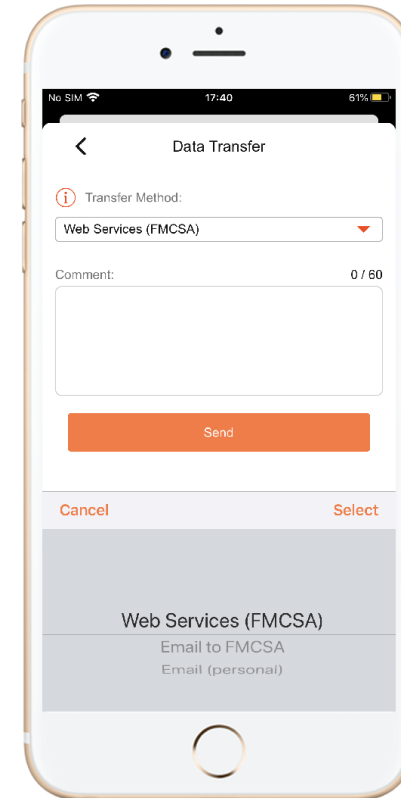 No SIM 17:40 61%
Data Transfer
i Transfer Method:
Web Services (FMCSA)
Comment: 0 / 60
Send
Cancel Select
Web Services (FMCSA)
Email to FMCSA
Email (personal)